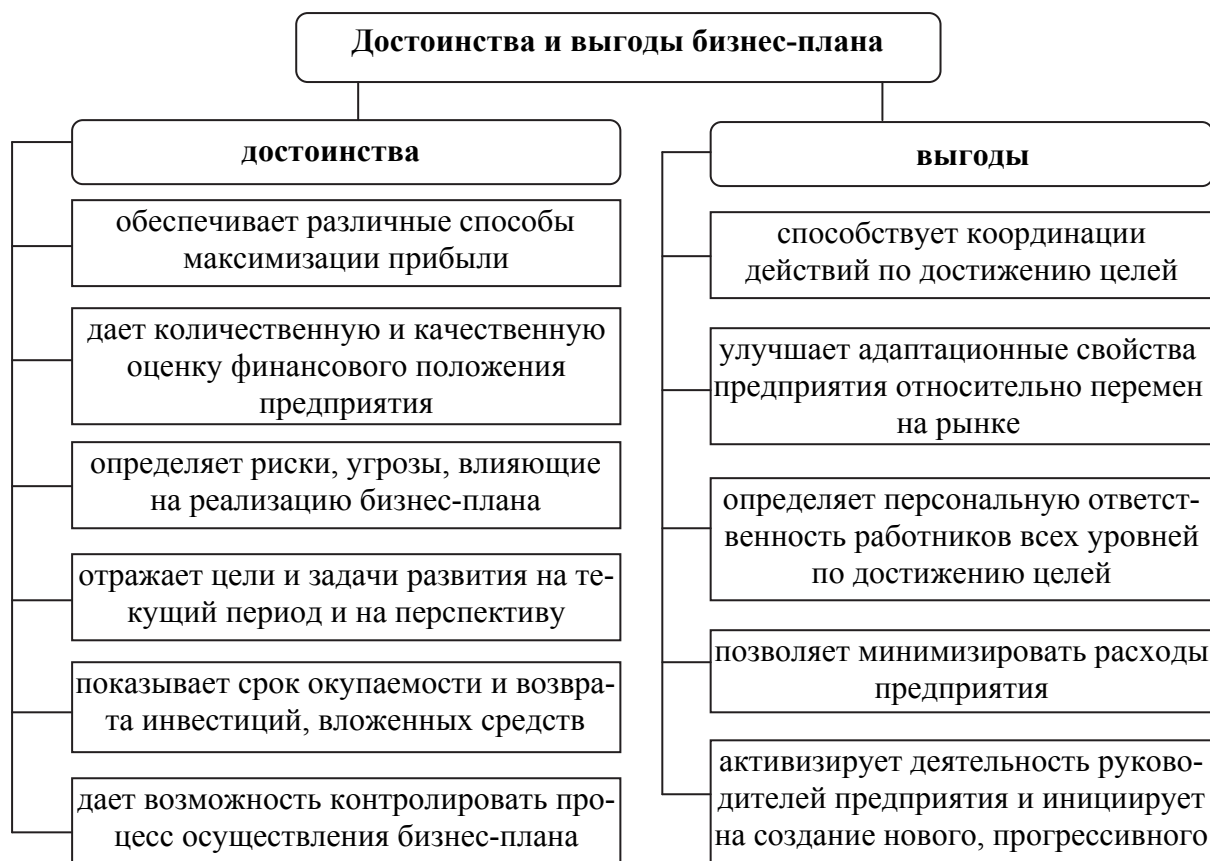 Достоинства и выгоды бизнес-плана
достоинства
обеспечивает различные способы
максимизации прибыли
дает количественную и качественную
оценку финансового положения
предприятия
определяет риски, угрозы, влияющие
на реализацию бизнес-плана
отражает цели и задачи развития на те-
кущий период и на перспективу
показывает срок окупаемости и возвра-
та инвестиций, вложенных средств
дает возможность контролировать про-
цесс осуществления бизнес-плана
выгоды
способствует координации
действий по достижению целей
улучшает адаптационные свойства
предприятия относительно перемен
на рынке
определяет персональную ответст-
венность работников всех уровней
по достижению целей
позволяет минимизировать расходы
предприятия
активизирует деятельность руково-
дителей предприятия и инициирует
на создание нового, прогрессивного